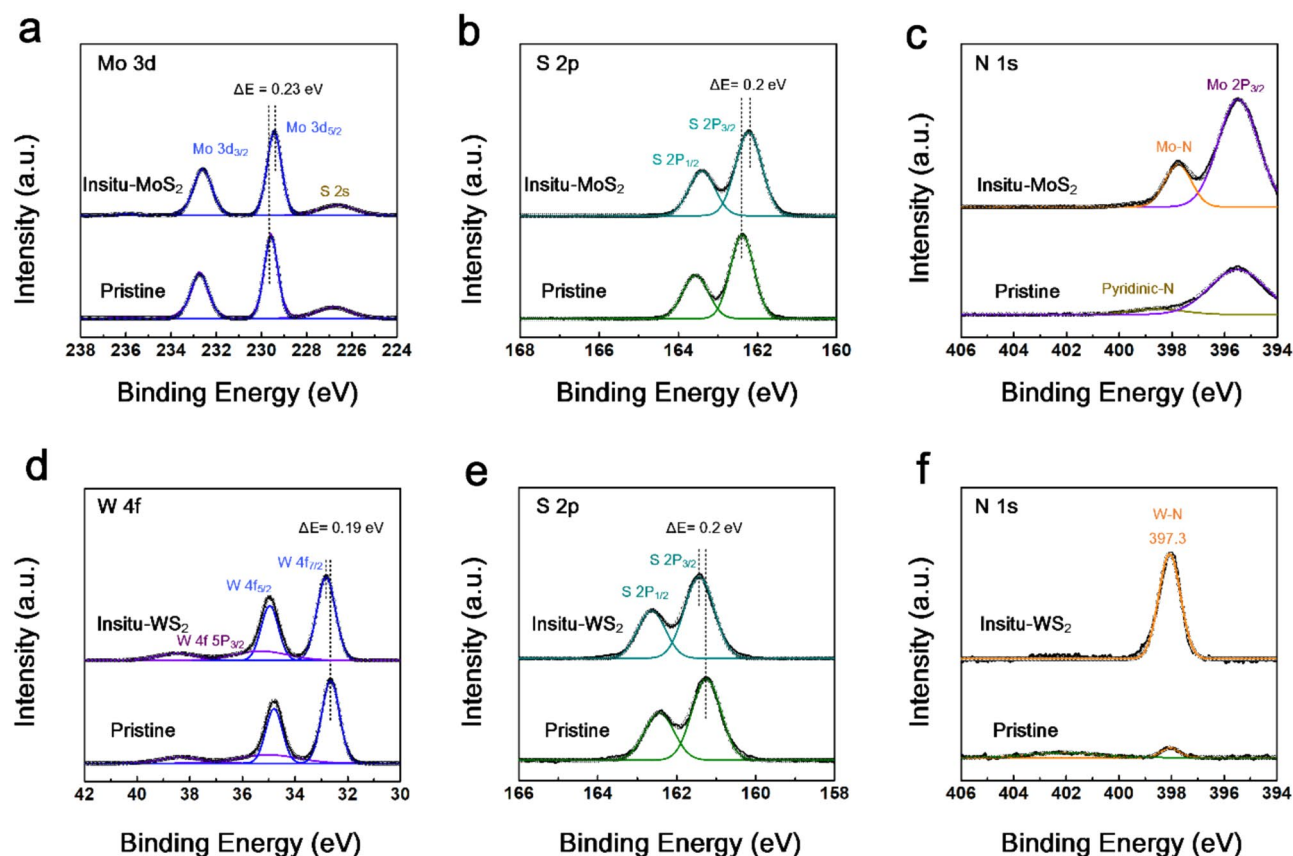 a
Mo 3d
ΔE = 0.23 eV
Mo 3d5/2
Mo 3d3/2
S 2s
Insitu-MoS2
Pristine
Intensity (a.u.)
238 236 234 232 230 228 226 224
Binding Energy (eV)
b
S 2p
ΔE= 0.2 eV
S 2P3/2
S 2P1/2
Insitu-MoS2
Pristine
Intensity (a.u.)
168 166 164 162 160
Binding Energy (eV)
c
N 1s
Mo 2P3/2
Mo-N
Insitu-MoS2
Pristine
Pyridinic-N
Intensity (a.u.)
406 404 402 400 398 396 394
Binding Energy (eV)
d
W 4f
ΔE= 0.19 eV
W 4f7/2
W 4f5/2
Insitu-WS2
W 4f 5P3/2
Pristine
Intensity (a.u.)
42 39 36 33 30
Binding Energy (eV)
e
S 2p
ΔE= 0.2 eV
S 2P3/2
S 2P1/2
Insitu-WS2
Pristine
Intensity (a.u.)
166 164 162 160 158
Binding Energy (eV)
f
N 1s
W-N
397.3
Insitu-WS2
Pristine
Intensity (a.u.)
406 404 402 400 398 396 394
Binding Energy (eV)